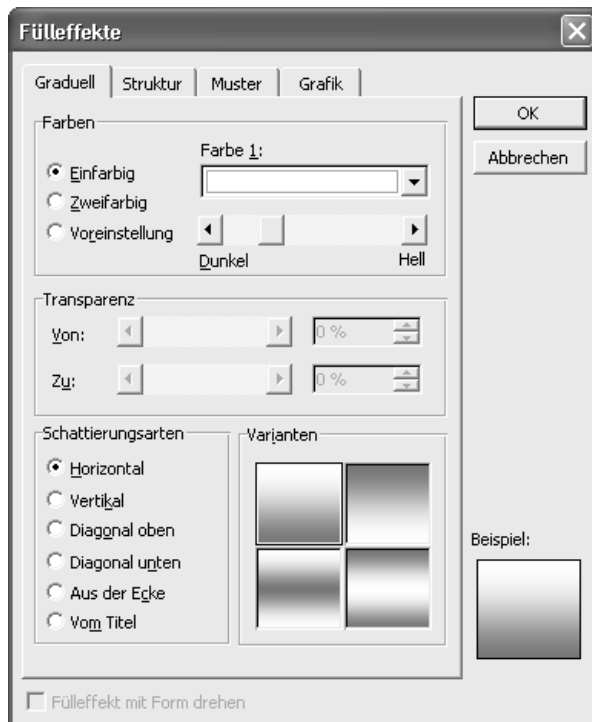 Fülleffekte
Graduell Struktur Muster Grafik
OK
Abbrechen
Farben
Farbe 1:
Einfarbig
Zweifarbig
Voreinstellung
Dunkel Hell
Transparenz
Von: 0 %
Zu: 0 %
Schattierungsarten
Horizontal
Vertikal
Diagonal oben
Diagonal unten
Aus der Ecke
Vom Titel
Varianten
Beispiel:
Fülleffekt mit Form drehen